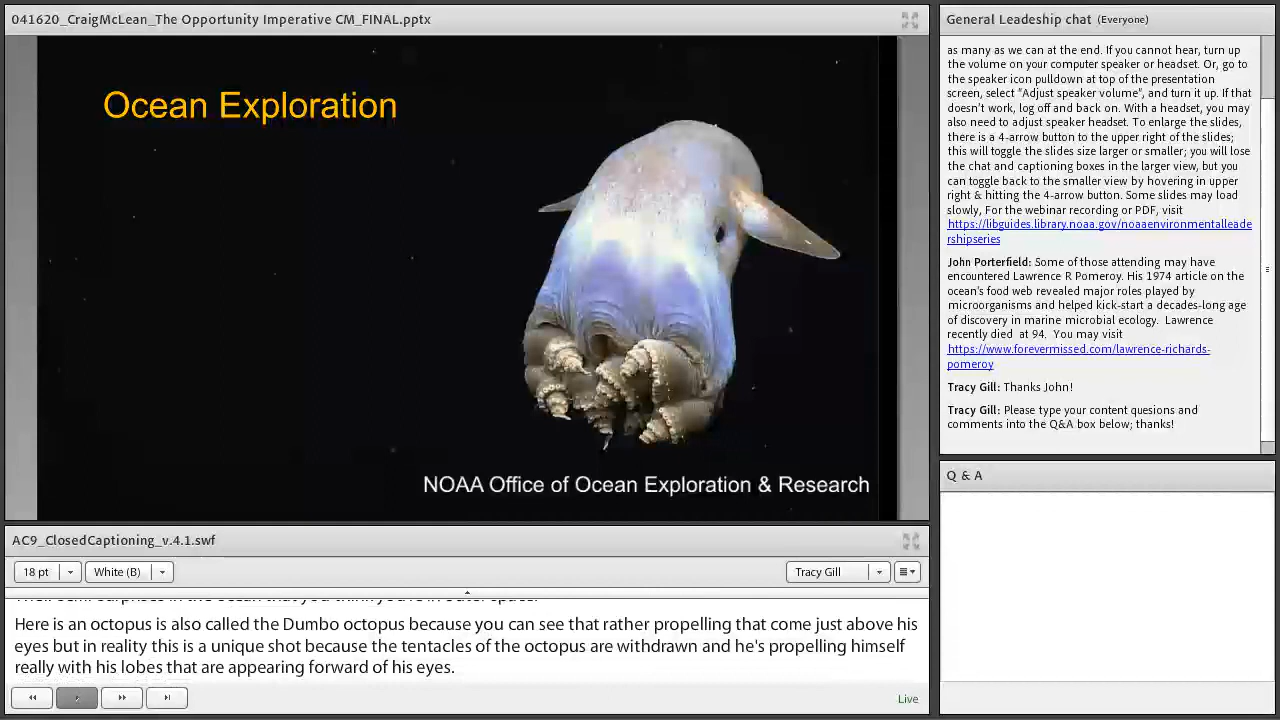 041620_CraigMcLean_The Opportunity Imperative CM_FINAL.pptx
Ocean Exploration
NOAA Office of Ocean Exploration & Research
General Leadership chat (Everyone)
as many as we can at the end. If you cannot hear, turn up
the volume on your computer speaker or headset. Or, go to
the speaker icon pulldown at top of the presentation
screen, select "Adjust speaker volume", and turn it up. If that
doesn't work, log off and back on. With a headset, you may
also need to adjust speaker headset. To enlarge the slides,
there is a 4-arrow button to the upper right of the slides;
this will toggle the slides size larger or smaller; you will lose
the chat and captioning boxes in the larger view, but you
can toggle back to the smaller view by hovering in upper
right & hitting the 4-arrow button. Some slides may load
slowly, For the webinar recording or PDF, visit
https://libguides.library.noaa.gov/noaaenvironmentalleade
rshipseries
John Porterfield: Some of those attending may have
encountered Lawrence R Pomeroy. His 1974 article on the
ocean's food web revealed major roles played by
microorganisms and helped kick-start a decades-long age
of discovery in marine microbial ecology. Lawrence
recently died at 94. You may visit
https://www.forevermissed.com/lawrence-richards-
pomeroy
Tracy Gill: Thanks John!
Tracy Gill: Please type your content quesions and
comments into the Q&A box below; thanks!
Q & A
AC9_ClosedCaptioning_v.4.1.swf
18 pt White (B) Tracy Gill
Here is an octopus is also called the Dumbo octopus because you can see that rather propelling that come just above his
eyes but in reality this is a unique shot because the tentacles of the octopus are withdrawn and he's propelling himself
really with his lobes that are appearing forward of his eyes.
Live